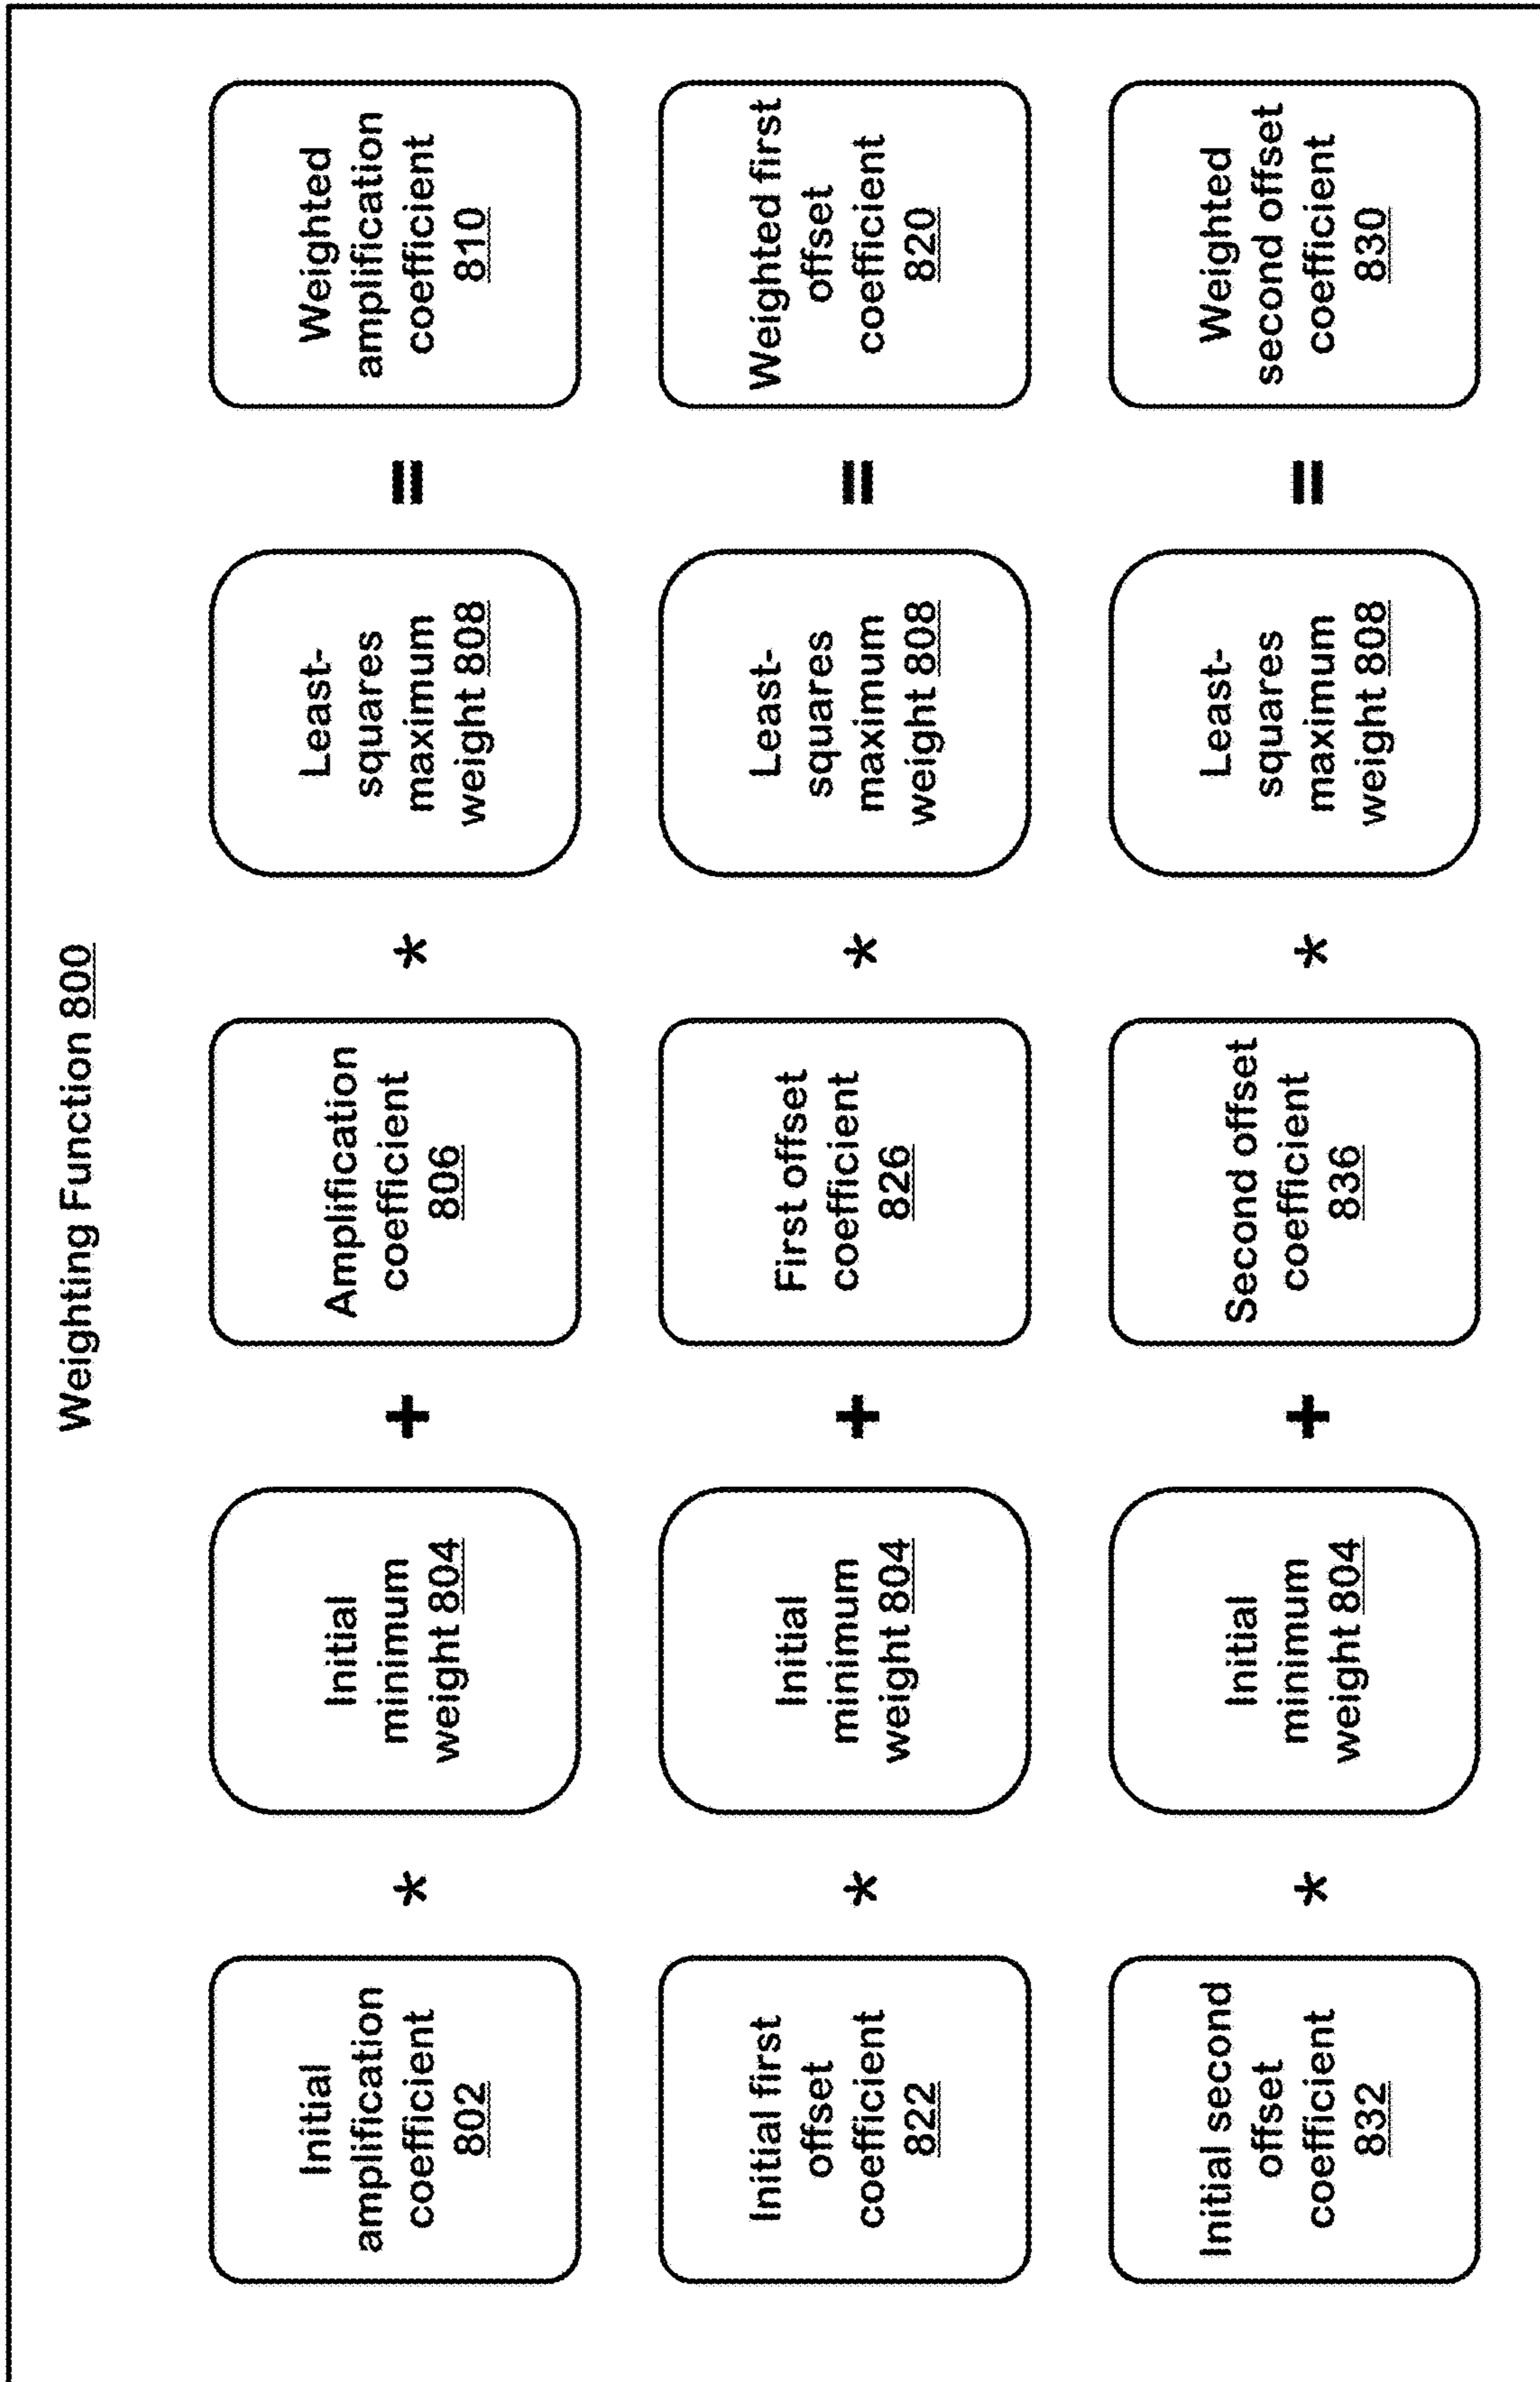 Weighting Function 800
Initial
amplification
coefficient
802
*
Initial
minimum
weight 804
+
Amplification
coefficient
806
*
Least-
squares
maximum
weight 808
=
Weighted
amplification
coefficient
810
Initial first
offset
coefficient
822
*
Initial
minimum
weight 804
+
First offset
coefficient
826
*
Least-
squares
maximum
weight 808
=
Weighted first
offset
coefficient
820
Initial second
offset
coefficient
832
*
Initial
minimum
weight 804
+
Second offset
coefficient
836
*
Least-
squares
maximum
weight 808
=
Weighted
second offset
coefficient
830